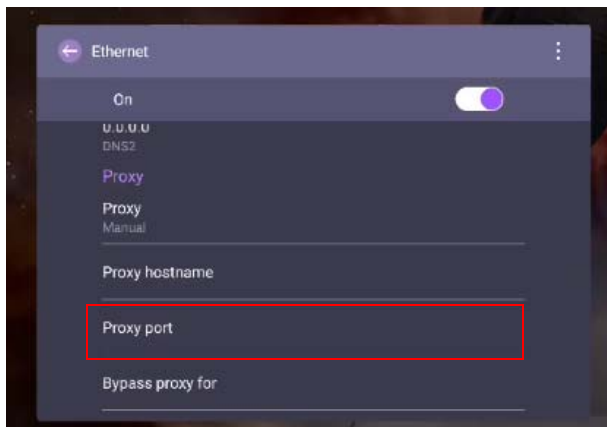 Ethernet
On
0.0.0.0
DNS2
Proxy
Proxy
Manual
Proxy hostname
Proxy port
Bypass proxy for